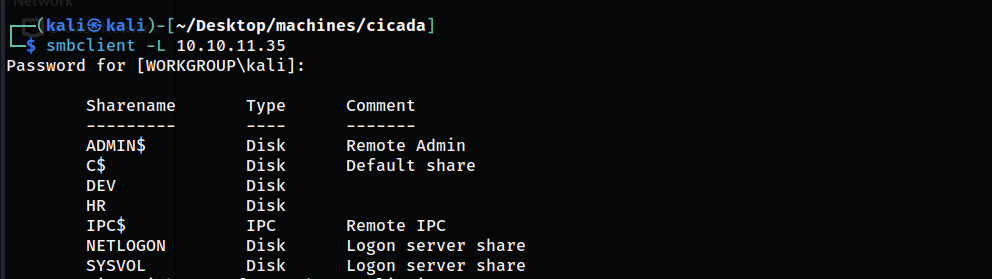 Network
┌──(kali㉿kali)-[~/Desktop/machines/cicada]
└─$ smbclient -L 10.10.11.35
Password for [WORKGROUP\kali]:
Sharename Type Comment
--------- ---- -------
ADMIN$ Disk Remote Admin
C$ Disk Default share
DEV Disk
HR Disk
IPC$ IPC Remote IPC
NETLOGON Disk Logon server share
SYSVOL Disk Logon server share